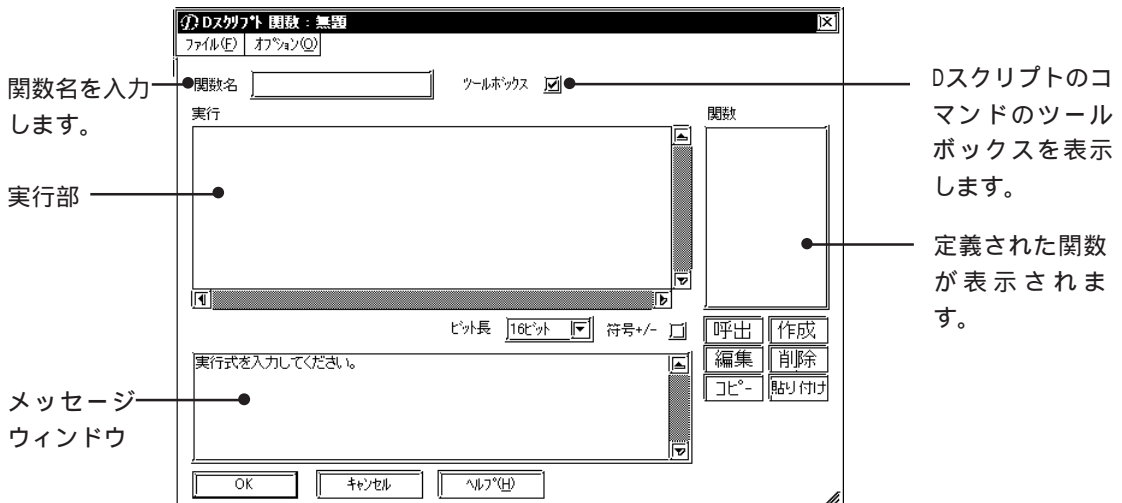 Dスクリプト 関数：無題
ファイル(F) オプション(O)
関数名を入力
します。
関数名
ツールボックス
実行
関数
Dスクリプトのコ
マンドのツール
ボックスを表示
します。
実行部
定義された関数
が表示されま
す。
ビット長 16ビット 符号+/-
呼出 作成
編集 削除
コピー 貼り付け
実行式を入力してください。
メッセージ
ウィンドウ
OK キャンセル ヘルプ(H)